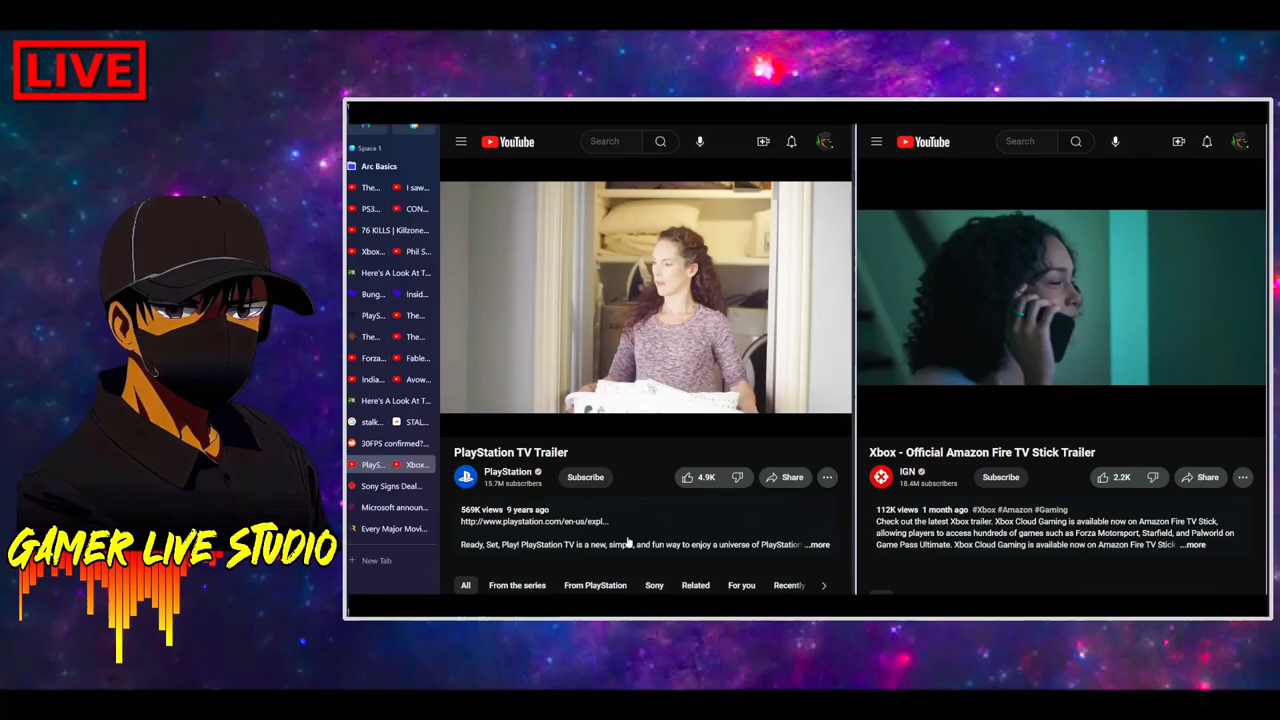 LIVE
GAMER LIVE STUDIO
Space 1
Arc Basics
The...
I saw...
PS3...
CON...
76 KILLS | Killzone...
Xbox...
Phil S
Here's A Look At T
Bung...
Insid...
PlayS...
The...
The...
The...
Forza...
Fable...
India...
Avow...
Here's A Look At T
stalk...
STAL...
30FPS confirmed?...
PlayS...
Xbox...
Sony Signs Deal...
Microsoft announ...
Every Major Movi...
New Tab
YouTube
Search
PlayStation TV Trailer
PlayStation
15.7M subscribers
Subscribe
4.9K
Share
569K views 9 years ago
http://www.playstation.com/en-us/expl...
Ready, Set, Play! PlayStation TV is a new, simple, and fun way to enjoy a universe of PlayStation ...more
All
From the series
From PlayStation
Sony
Related
For you
Recently
YouTube
Search
Xbox - Official Amazon Fire TV Stick Trailer
IGN
18.4M subscribers
Subscribe
2.2K
Share
112K views 1 month ago #Xbox #Amazon #Gaming
Check out the latest Xbox trailer. Xbox Cloud Gaming is available now on Amazon Fire TV Stick,
allowing players to access hundreds of games such as Forza Motorsport, Starfield, and Palworld on
Game Pass Ultimate. Xbox Cloud Gaming is available now on Amazon Fire TV Stick ...more